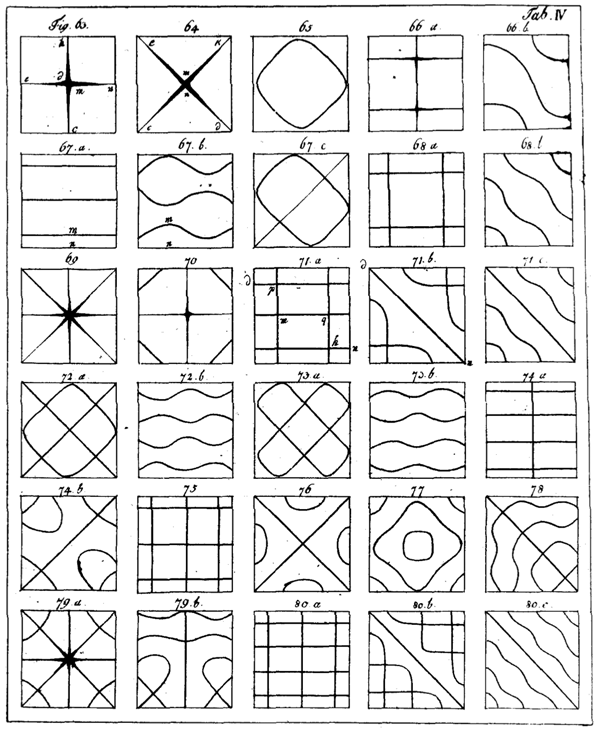 Fig. 63. 64 65 66 a 66 b. Tab. IV
h e k
e d m n m n
c c d
67. a. 67. b. 67 c 68 a 68. b
m n m n
69 70 71. a 71. b. 71 c.
d d
p n q h n n
72 a 72. b. 73. a. 73. b. 74 a
74. b 75 76 77 78
79. a. 79. b. 80. a 80. b. 80. c.